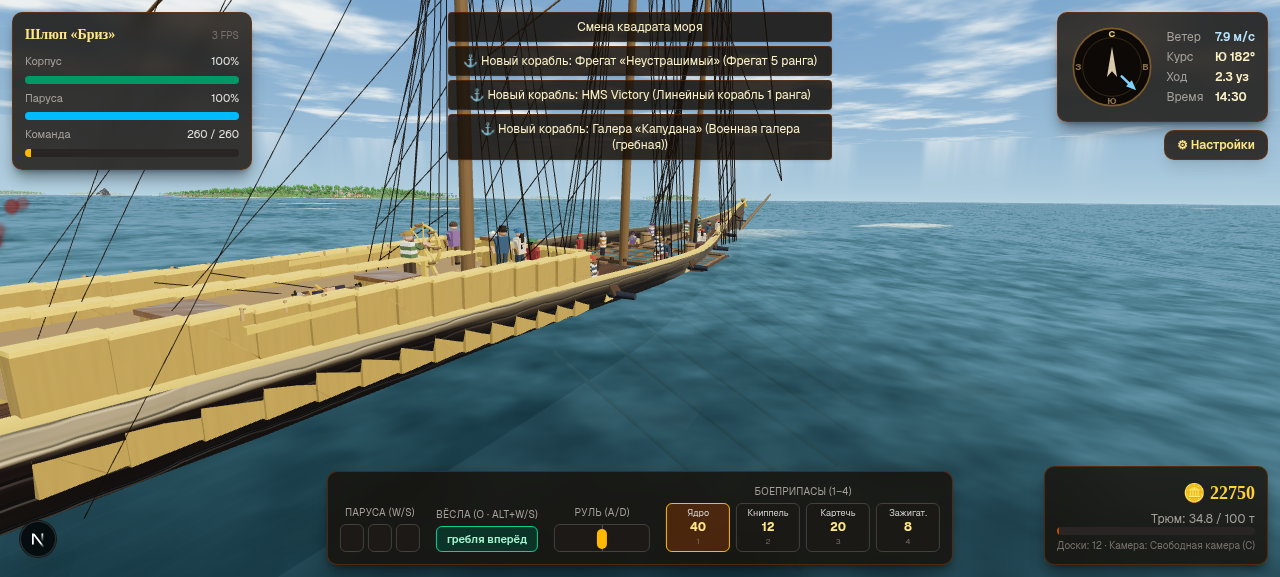 Шлюп «Бриз»
3 FPS
Корпус 100%
Паруса 100%
Команда 260 / 260
Смена квадрата моря
⚓ Новый корабль: Фрегат «Неустрашимый» (Фрегат 5 ранга)
⚓ Новый корабль: HMS Victory (Линейный корабль 1 ранга)
⚓ Новый корабль: Галера «Капудана» (Военная галера
(гребная))
С
З
В
Ю
Ветер 7.9 м/с
Курс Ю 182°
Ход 2.3 уз
Время 14:30
⚙ Настройки
ПАРУСА (W/S)
ВЁСЛА (O · ALT+W/S)
гребля вперёд
РУЛЬ (A/D)
БОЕПРИПАСЫ (1–4)
Ядро
40
1
Книппель
12
2
Картечь
20
3
Зажигат.
8
4
22750
Трюм: 34.8 / 100 т
Доски: 12 · Камера: Свободная камера (C)
N